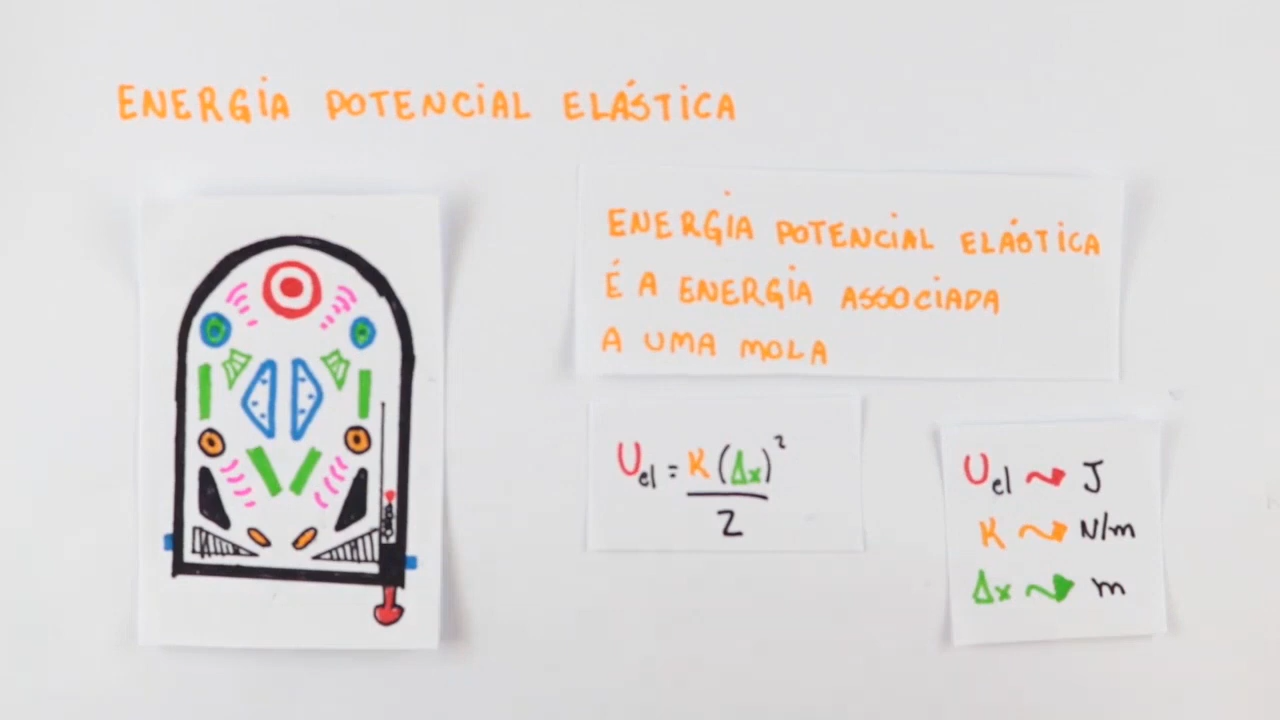 ENERGIA POTENCIAL ELÁSTICA
ENERGIA POTENCIAL ELÁSTICA
É A ENERGIA ASSOCIADA
A UMA MOLA
Uel = K(Δx)²
2
Uel → J
K → N/m
Δx → m